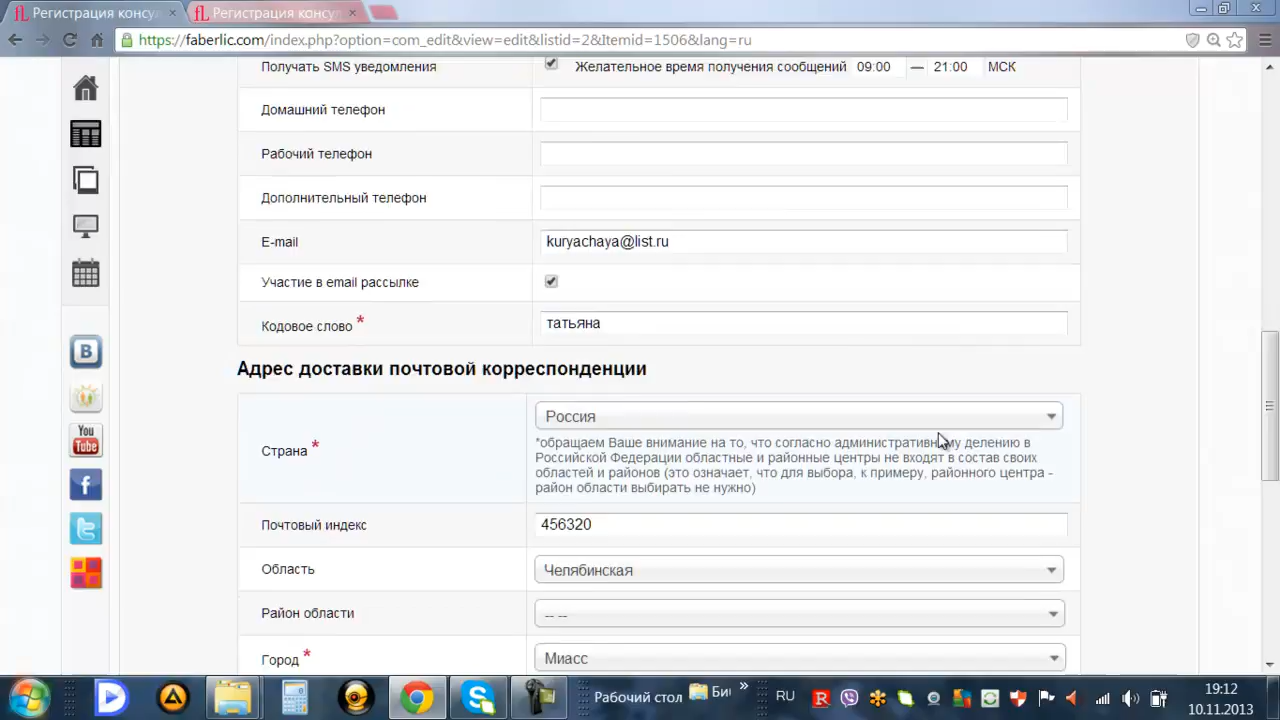 Регистрация консу
Регистрация консу
https://faberlic.com/index.php?option=com_edit&view=edit&listid=2&Itemid=1506&lang=ru
Получать SMS уведомления
Желательное время получения сообщений 09:00 — 21:00 МСК
Домашний телефон
Рабочий телефон
Дополнительный телефон
E-mail
kuryachaya@list.ru
Участие в email рассылке
Кодовое слово *
татьяна
Адрес доставки почтовой корреспонденции
Страна *
Россия
*обращаем Ваше внимание на то, что согласно административному делению в
Российской Федерации областные и районные центры не входят в состав своих
областей и районов (это означает, что для выбора, к примеру, районного центра -
район области выбирать не нужно)
Почтовый индекс
456320
Область
Челябинская
Район области
-- --
Город *
Миасс
You
Tube
Рабочий стол
Биг
RU
19:12
10.11.2013